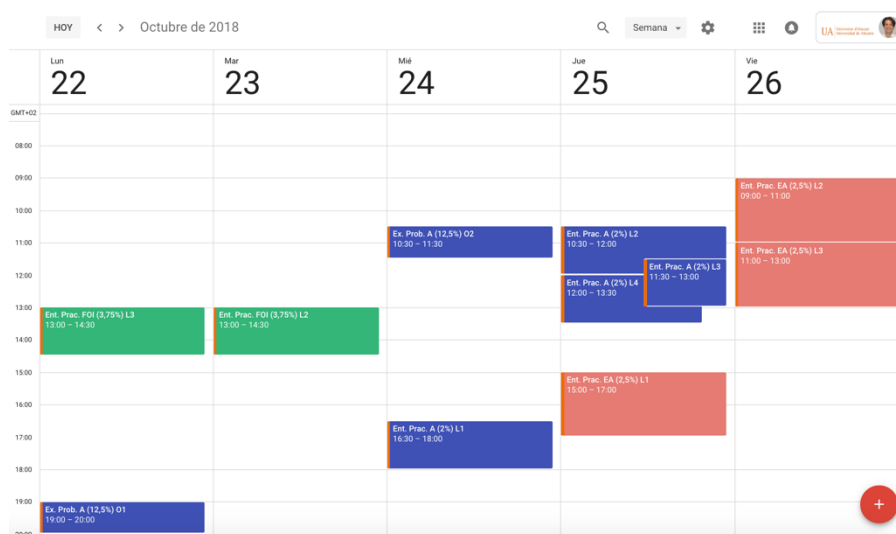 HOY
Octubre de 2018
Semana
UA
Lun
22
Mar
23
Mié
24
Jue
25
Vie
26
GMT+02
08:00
09:00
10:00
11:00
12:00
13:00
14:00
15:00
16:00
17:00
18:00
19:00
Ent. Prac. FOI (3,75%) L3
13:00 – 14:30
Ex. Prob. A (12,5%) O1
19:00 – 20:00
Ent. Prac. FOI (3,75%) L2
13:00 – 14:30
Ex. Prob. A (12,5%) O2
10:30 – 11:30
Ent. Prac. A (2%) L1
16:30 – 18:00
Ent. Prac. A (2%) L2
10:30 – 12:00
Ent. Prac. A (2%) L3
11:30 – 13:00
Ent. Prac. A (2%) L4
12:00 – 13:30
Ent. Prac. EA (2,5%) L1
15:00 – 17:00
Ent. Prac. EA (2,5%) L2
09:00 – 11:00
Ent. Prac. EA (2,5%) L3
11:00 – 13:00